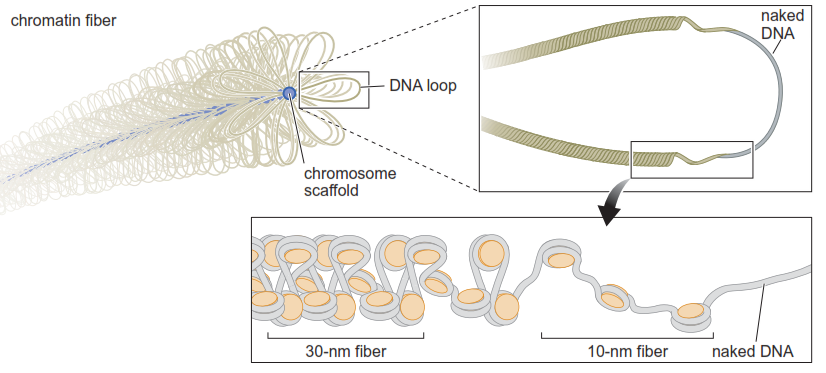 chromatin fiber
naked
DNA
DNA loop
chromosome
scaffold
30-nm fiber
10-nm fiber
naked DNA